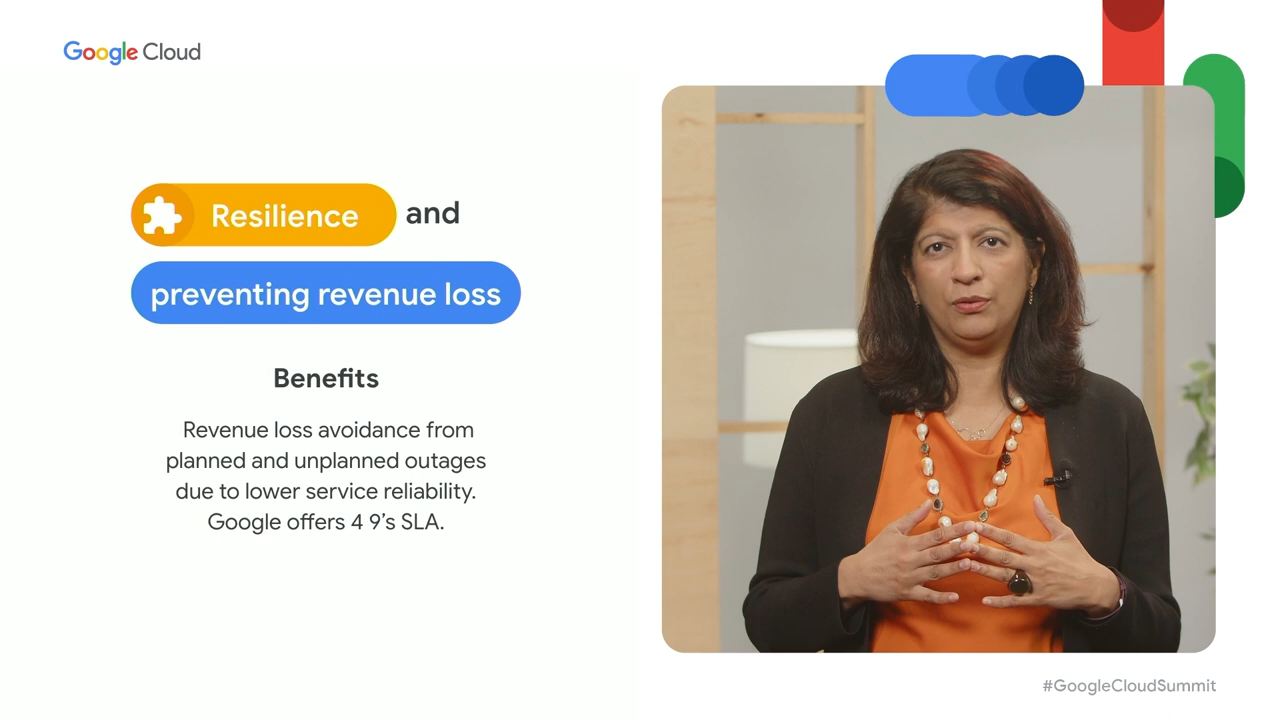 Google Cloud
Resilience and
preventing revenue loss
Benefits
Revenue loss avoidance from
planned and unplanned outages
due to lower service reliability.
Google offers 4 9’s SLA.
#GoogleCloudSummit